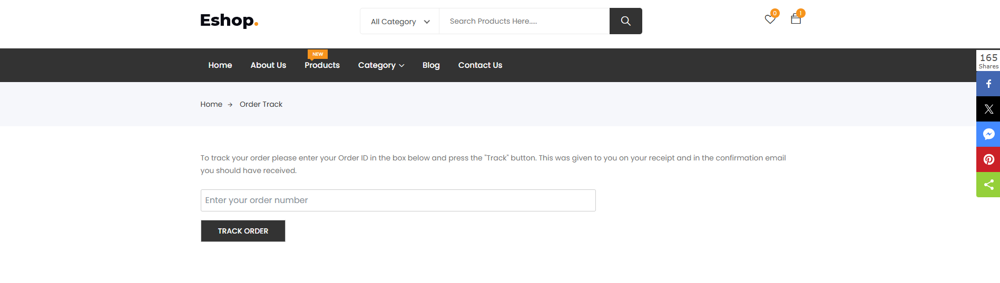 Eshop.
All Category
Search Products Here.....
0
1
NEW
Home
About Us
Products
Category
Blog
Contact Us
165
Shares
Home → Order Track
To track your order please enter your Order ID in the box below and press the "Track" button. This was given to you on your receipt and in the confirmation email
you should have received.
Enter your order number
TRACK ORDER